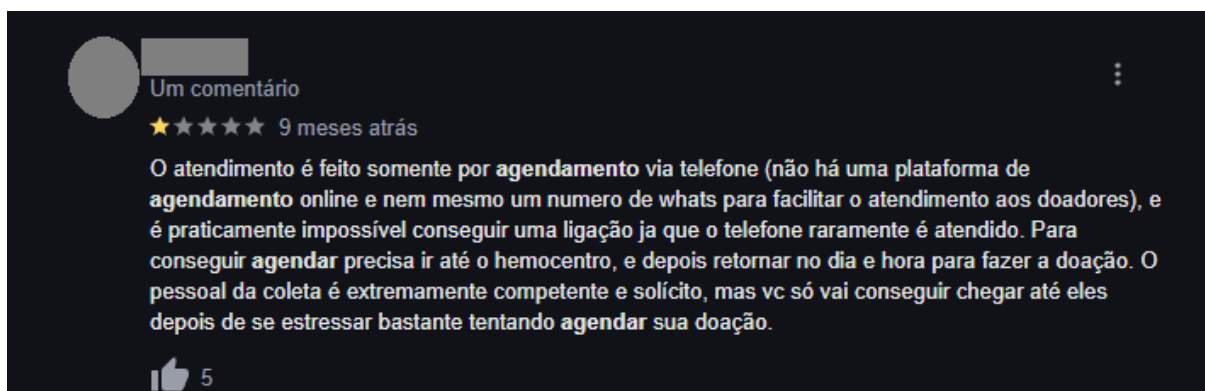 Um comentário
9 meses atrás
O atendimento é feito somente por agendamento via telefone (não há uma plataforma de
agendamento online e nem mesmo um numero de whats para facilitar o atendimento aos doadores), e
é praticamente impossível conseguir uma ligação ja que o telefone raramente é atendido. Para
conseguir agendar precisa ir até o hemocentro, e depois retornar no dia e hora para fazer a doação. O
pessoal da coleta é extremamente competente e solícito, mas vc só vai conseguir chegar até eles
depois de se estressar bastante tentando agendar sua doação.
5